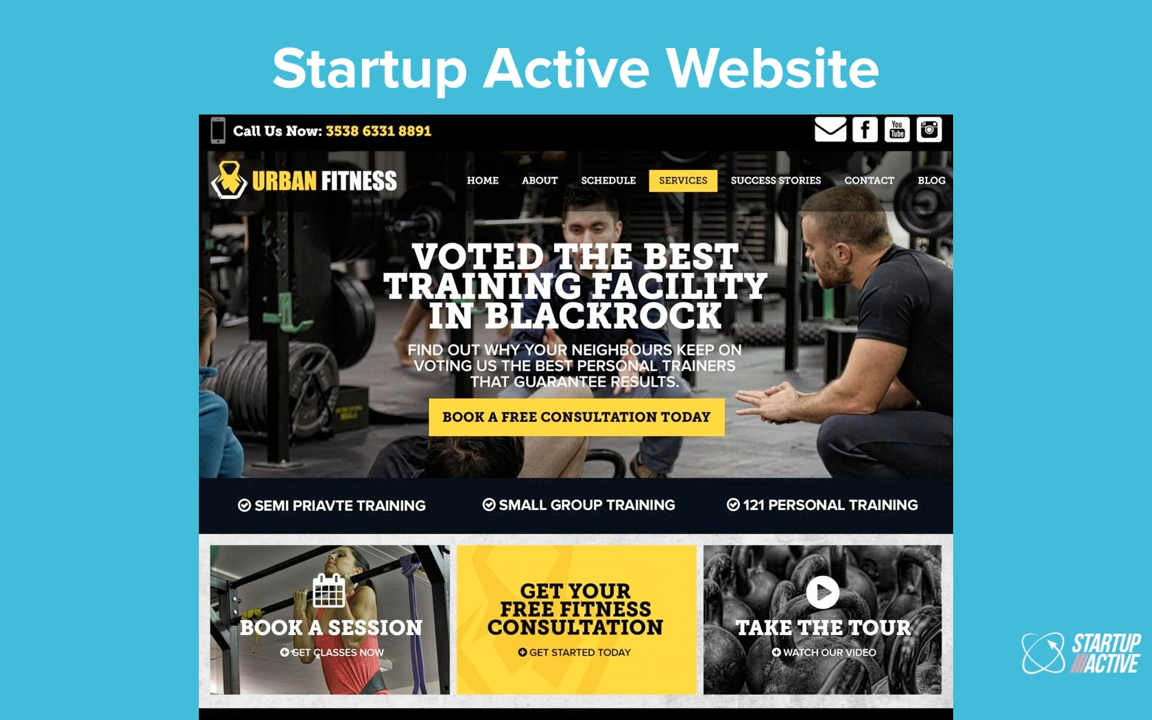 Startup Active Website
Call Us Now: 3538 6331 8891
You
Tube
URBAN FITNESS
HOME ABOUT SCHEDULE SERVICES SUCCESS STORIES CONTACT BLOG
VOTED THE BEST
TRAINING FACILITY
IN BLACKROCK
FIND OUT WHY YOUR NEIGHBOURS KEEP ON
VOTING US THE BEST PERSONAL TRAINERS
THAT GUARANTEE RESULTS.
BOOK A FREE CONSULTATION TODAY
SEMI PRIAVTE TRAINING SMALL GROUP TRAINING 121 PERSONAL TRAINING
BOOK A SESSION
GET CLASSES NOW
GET YOUR
FREE FITNESS
CONSULTATION
GET STARTED TODAY
TAKE THE TOUR
WATCH OUR VIDEO
STARTUP
ACTIVE